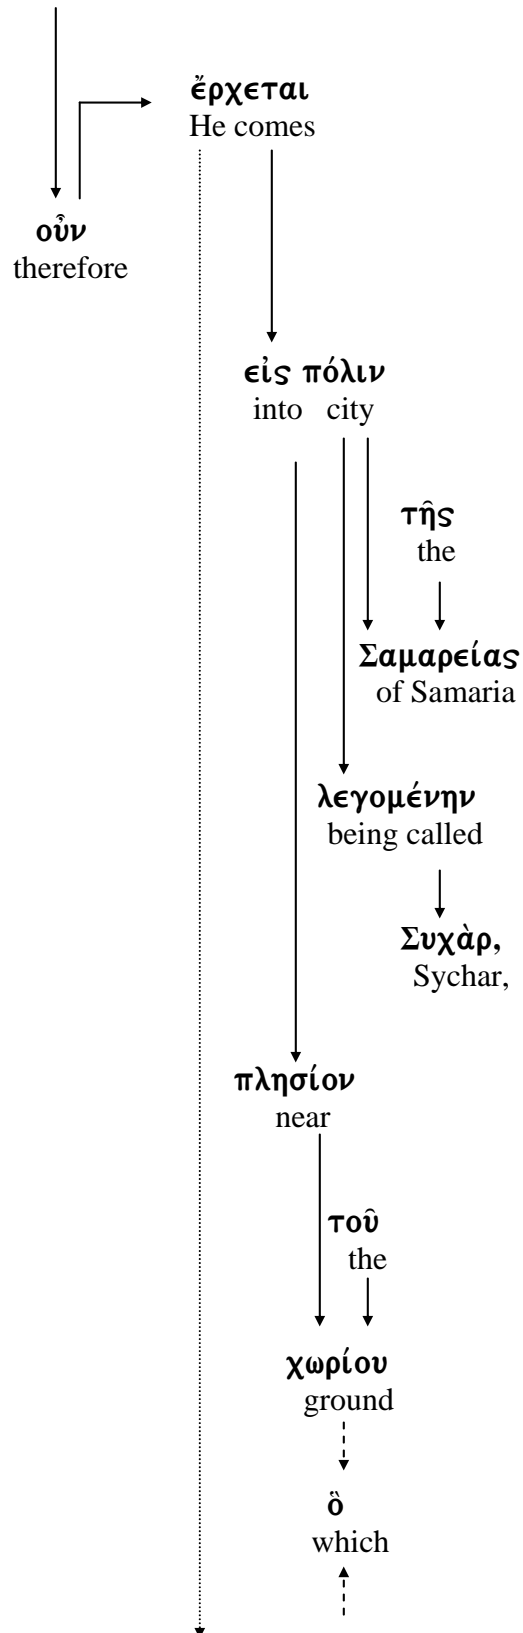 ἔρχεται
He comes
οὖν
therefore
εἰς πόλιν
into city
τῆς
the
Σαμαρείας
of Samaria
λεγομένην
being called
Συχὰρ,
Sychar,
πλησίον
near
τοῦ
the
χωρίου
ground
ὃ
which